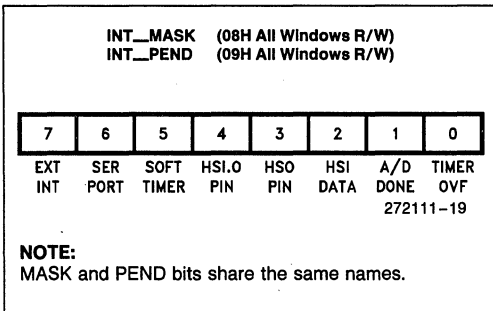 INT__MASK (08H All Windows R/W)
INT__PEND (09H All Windows R/W)
7 6 5 4 3 2 1 0
EXT SER SOFT HSI.0 HSO HSI A/D TIMER
INT PORT TIMER PIN PIN DATA DONE OVF
272111-19
NOTE:
MASK and PEND bits share the same names.